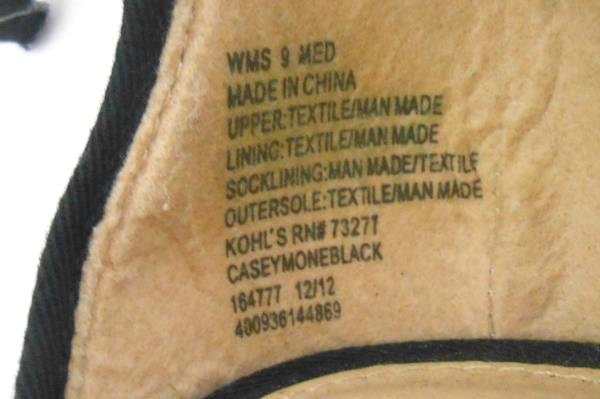 WMS 9 MED
MADE IN CHINA
UPPER:TEXTILE/MAN MADE
LINING:TEXTILE/MAN MADE
SOCKLINING:MAN MADE/TEXTILE
OUTERSOLE:TEXTILE/MAN MADE
KOHL'S RN# 73271
CASEYMONEBLACK
164777 12/12
400936144869